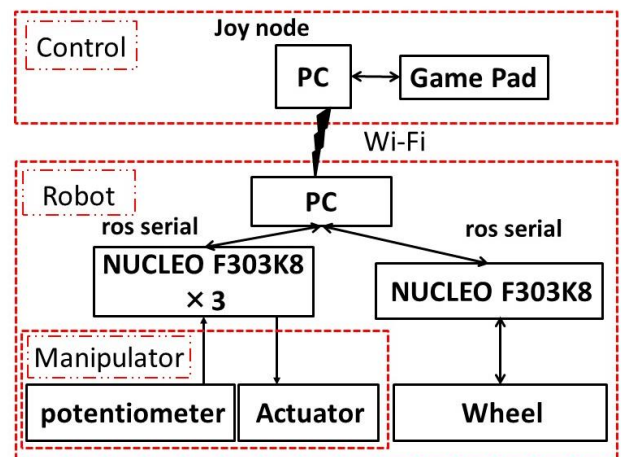 Joy node
Control
PC
Game Pad
Wi-Fi
Robot
PC
ros serial
ros serial
NUCLEO F303K8
×3
NUCLEO F303K8
Manipulator
potentiometer
Actuator
Wheel